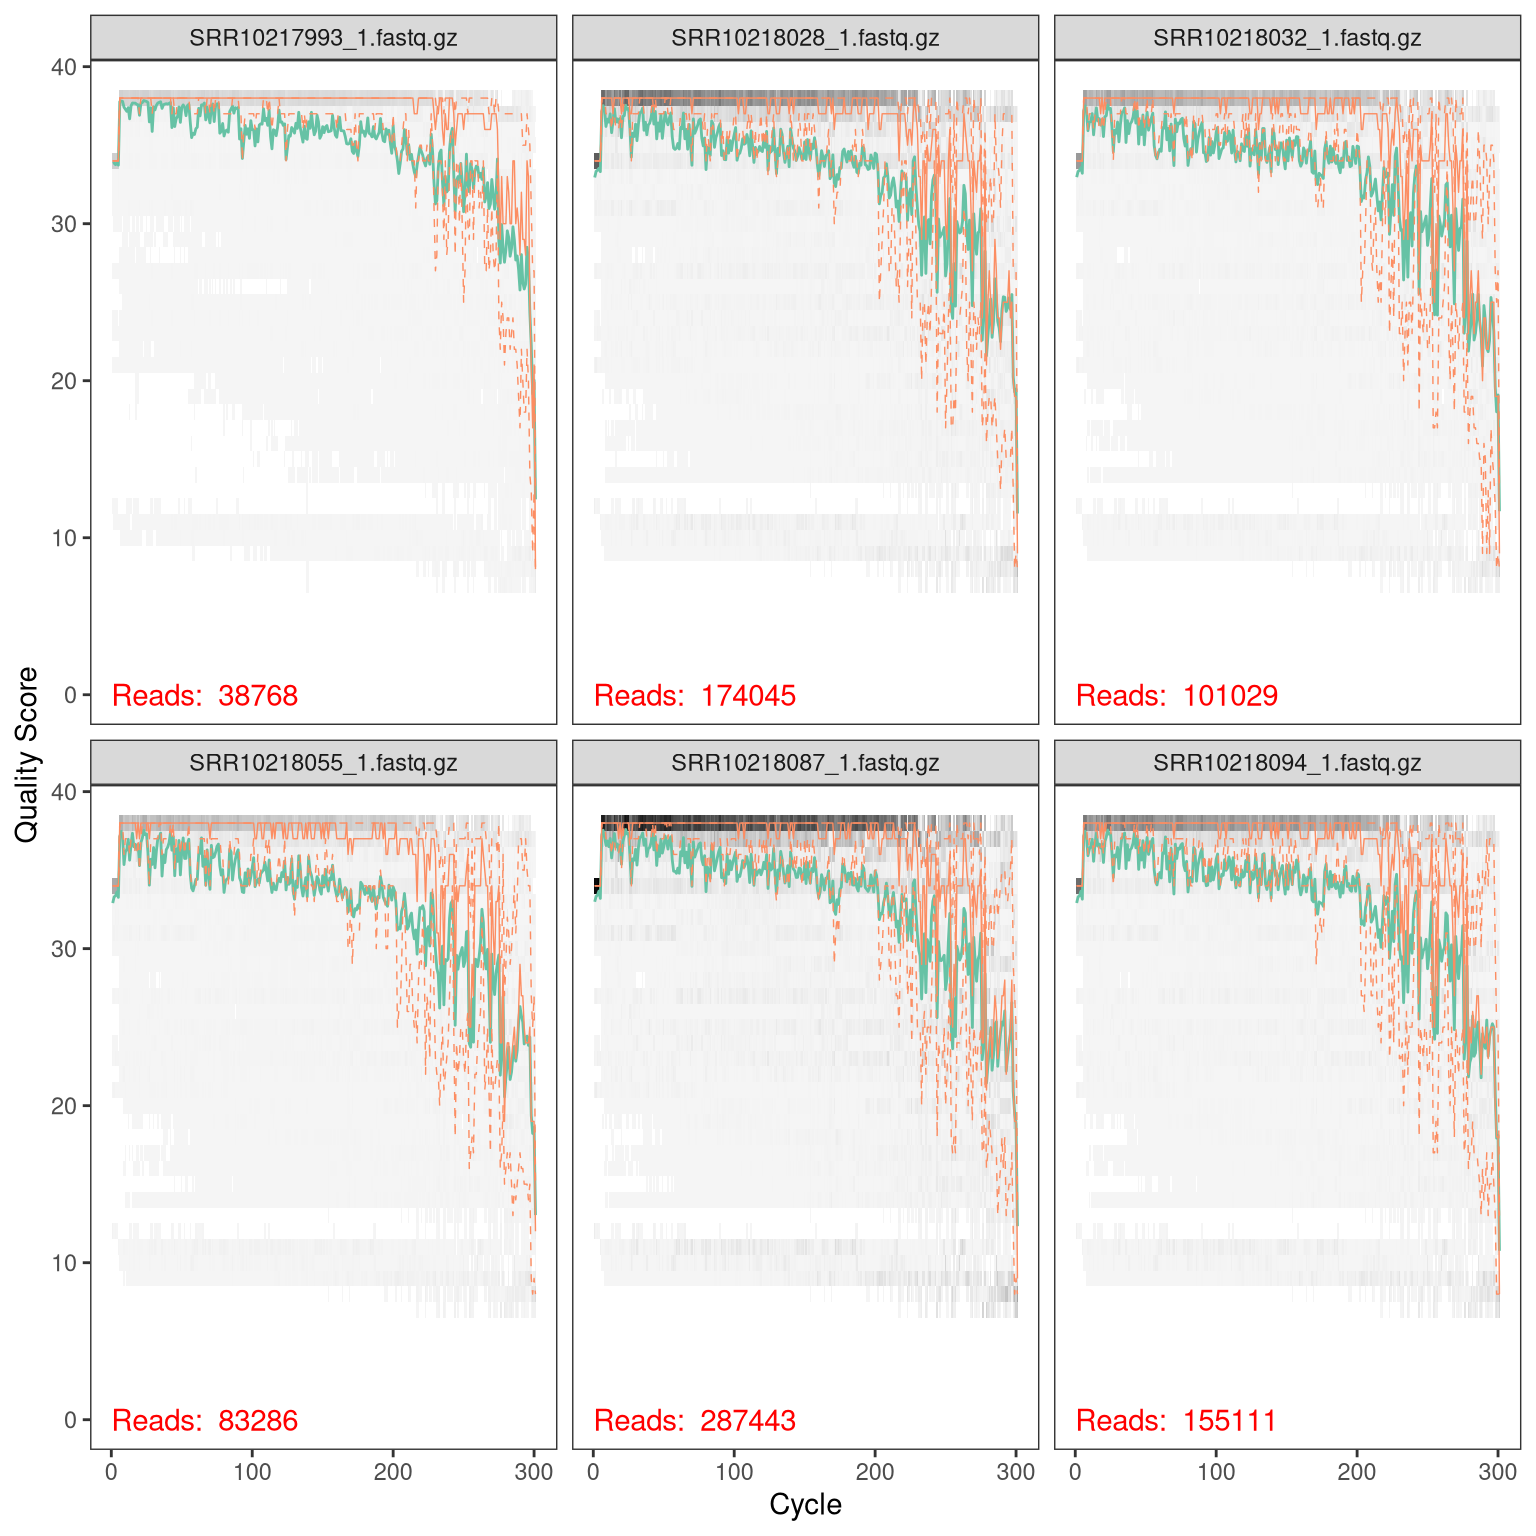 SRR10217993_1.fastq.gz
SRR10218028_1.fastq.gz
SRR10218032_1.fastq.gz
40
30
20
10
0
Reads: 38768
Reads: 174045
Reads: 101029
Quality Score
SRR10218055_1.fastq.gz
SRR10218087_1.fastq.gz
SRR10218094_1.fastq.gz
40
30
20
10
0
Reads: 83286
Reads: 287443
Reads: 155111
0 100 200 300
0 100 200 300
0 100 200 300
Cycle